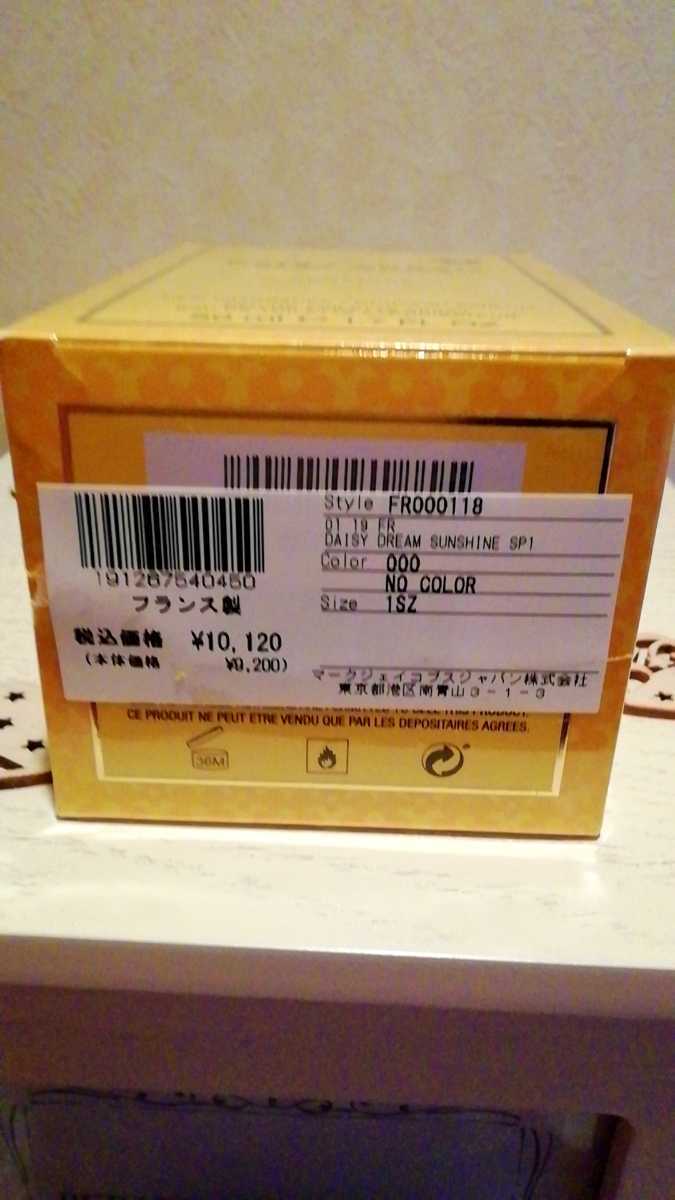 Style FR000118
01 19 FR
DAISY DREAM SUNSHINE SP1
Color 000
NO COLOR
Size 1SZ
191267540450
フランス製
税込価格 ¥10,120
(本体価格 ¥9,200)
マークジェイコブスジャパン株式会社
東京都港区南青山3-1-3
CE PRODUIT NE PEUT ETRE VENDU QUE PAR LES DEPOSITAIRES AGREES.
36M